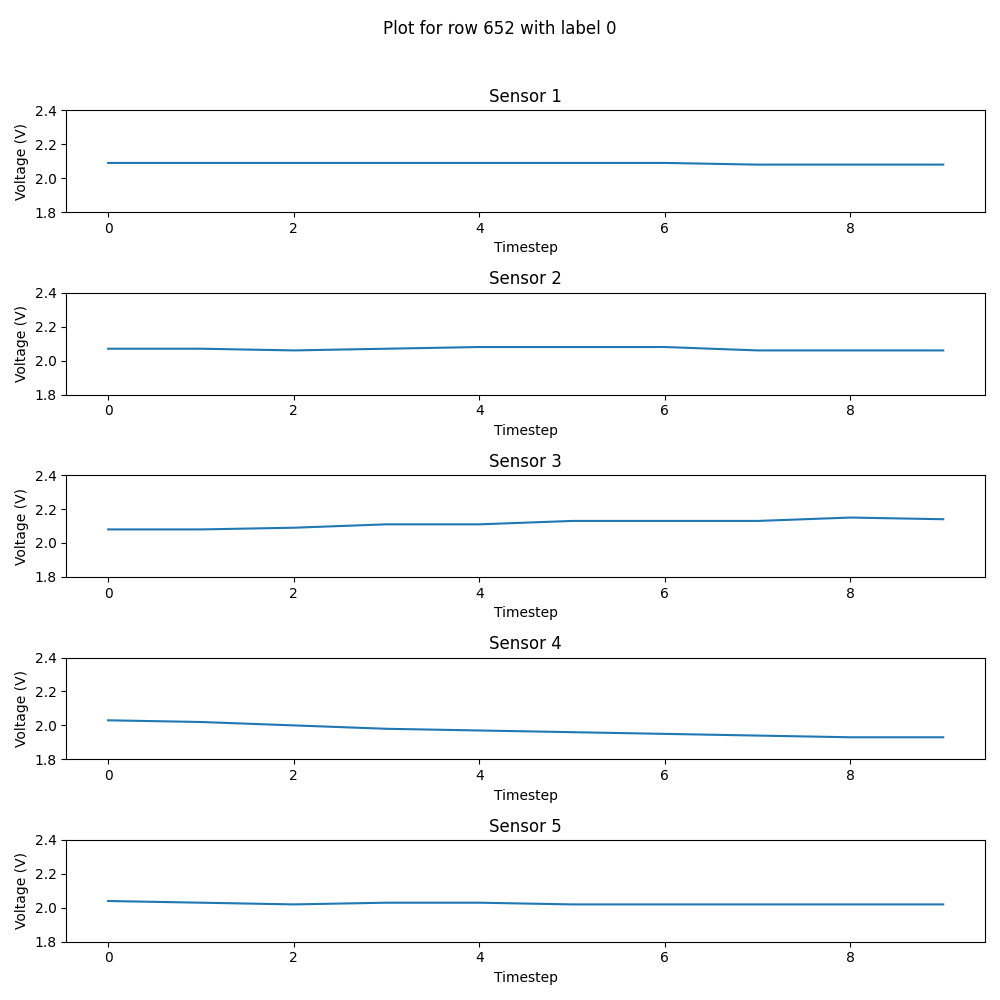 Plot for row 652 with label 0
Sensor 1
Voltage (V)
2.4
2.2
2.0
1.8
0 2 4 6 8
Timestep
Sensor 2
Voltage (V)
2.4
2.2
2.0
1.8
0 2 4 6 8
Timestep
Sensor 3
Voltage (V)
2.4
2.2
2.0
1.8
0 2 4 6 8
Timestep
Sensor 4
Voltage (V)
2.4
2.2
2.0
1.8
0 2 4 6 8
Timestep
Sensor 5
Voltage (V)
2.4
2.2
2.0
1.8
0 2 4 6 8
Timestep